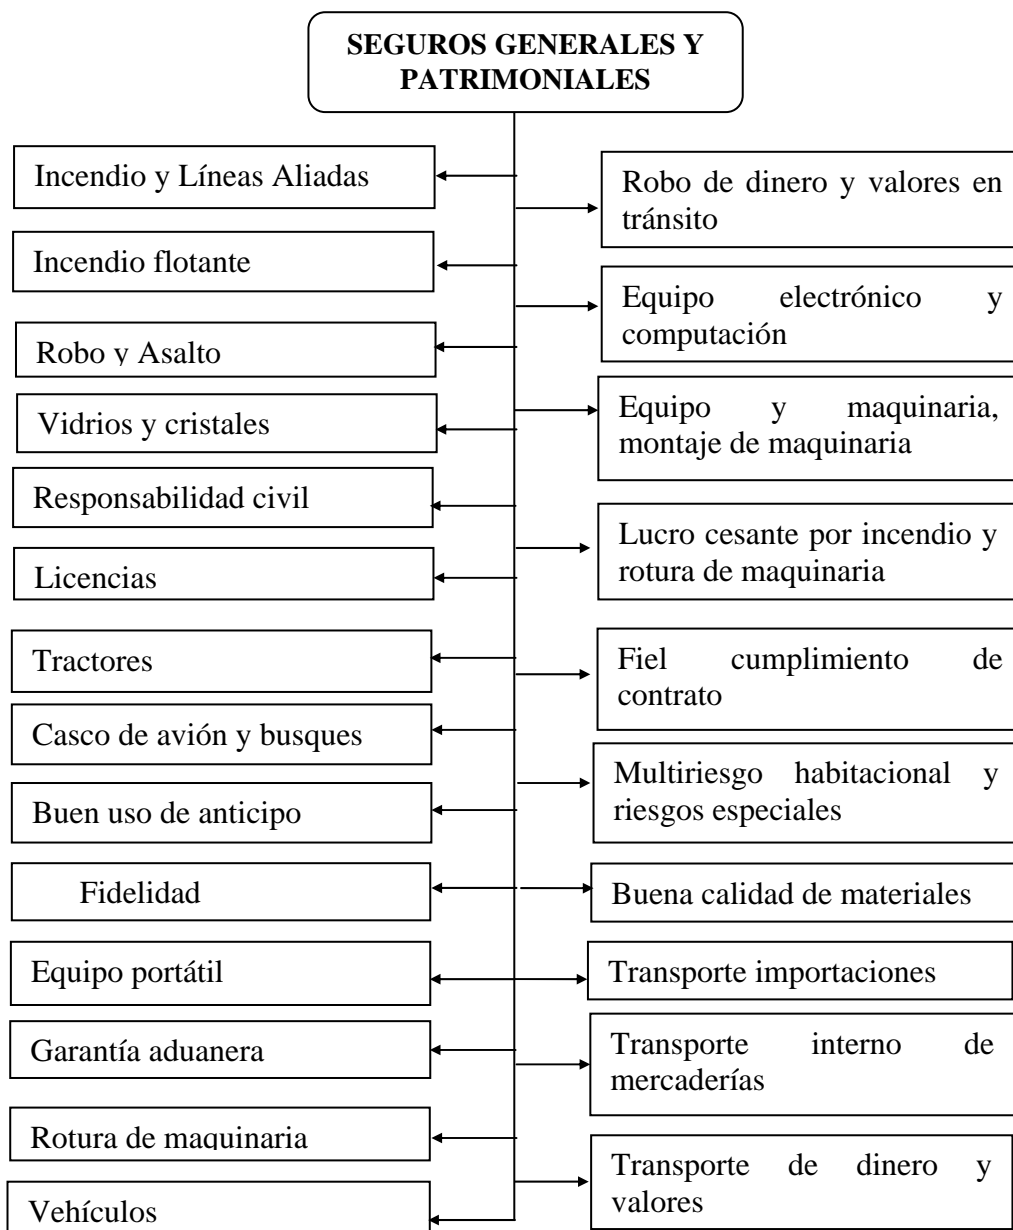 SEGUROS GENERALES Y
PATRIMONIALES
Incendio y Líneas Aliadas
Incendio flotante
Robo y Asalto
Vidrios y cristales
Responsabilidad civil
Licencias
Tractores
Casco de avión y busques
Buen uso de anticipo
Fidelidad
Equipo portátil
Garantía aduanera
Rotura de maquinaria
Vehículos
Robo de dinero y valores en
tránsito
Equipo electrónico y
computación
Equipo y maquinaria,
montaje de maquinaria
Lucro cesante por incendio y
rotura de maquinaria
Fiel cumplimiento de
contrato
Multiriesgo habitacional y
riesgos especiales
Buena calidad de materiales
Transporte importaciones
Transporte interno de
mercaderías
Transporte de dinero y
valores